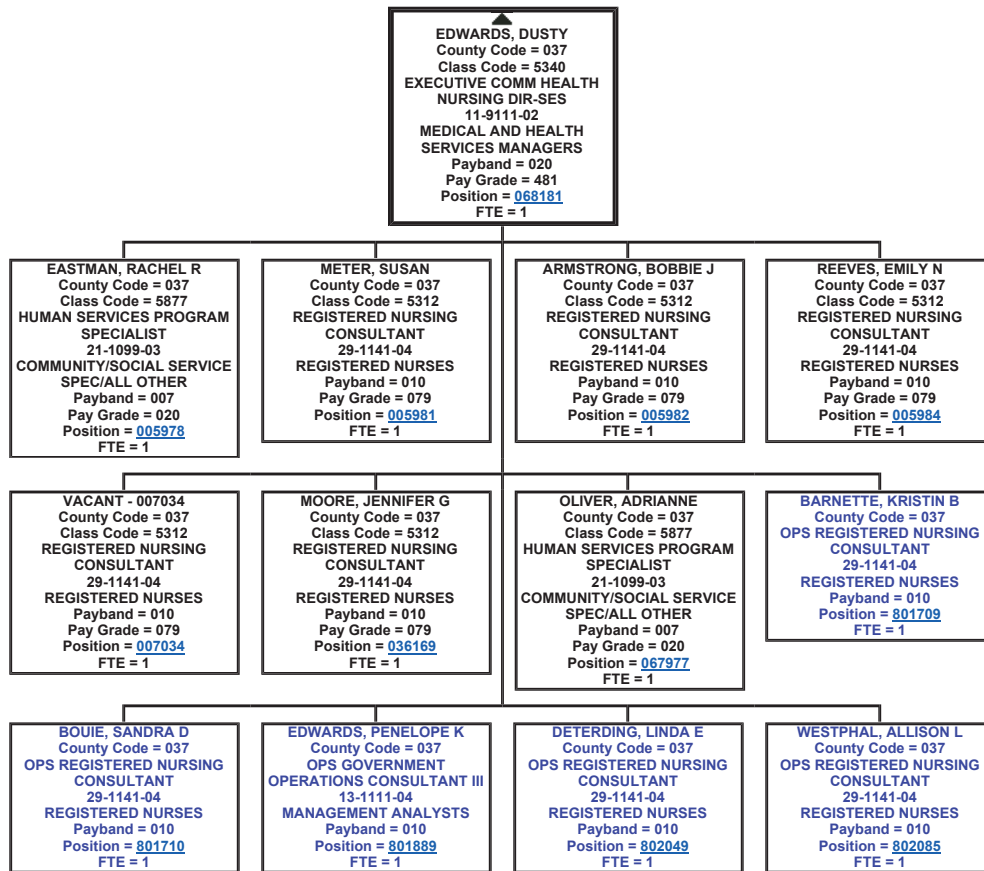 EDWARDS, DUSTY
County Code = 037
Class Code = 5340
EXECUTIVE COMM HEALTH
NURSING DIR-SES
11-9111-02
MEDICAL AND HEALTH
SERVICES MANAGERS
Payband = 020
Pay Grade = 481
Position = 068181
FTE = 1
EASTMAN, RACHEL R
County Code = 037
Class Code = 5877
HUMAN SERVICES PROGRAM
SPECIALIST
21-1099-03
COMMUNITY/SOCIAL SERVICE
SPEC/ALL OTHER
Payband = 007
Pay Grade = 020
Position = 005978
FTE = 1
METER, SUSAN
County Code = 037
Class Code = 5312
REGISTERED NURSING
CONSULTANT
29-1141-04
REGISTERED NURSES
Payband = 010
Pay Grade = 079
Position = 005981
FTE = 1
ARMSTRONG, BOBBIE J
County Code = 037
Class Code = 5312
REGISTERED NURSING
CONSULTANT
29-1141-04
REGISTERED NURSES
Payband = 010
Pay Grade = 079
Position = 005982
FTE = 1
REEVES, EMILY N
County Code = 037
Class Code = 5312
REGISTERED NURSING
CONSULTANT
29-1141-04
REGISTERED NURSES
Payband = 010
Pay Grade = 079
Position = 005984
FTE = 1
VACANT - 007034
County Code = 037
Class Code = 5312
REGISTERED NURSING
CONSULTANT
29-1141-04
REGISTERED NURSES
Payband = 010
Pay Grade = 079
Position = 007034
FTE = 1
MOORE, JENNIFER G
County Code = 037
Class Code = 5312
REGISTERED NURSING
CONSULTANT
29-1141-04
REGISTERED NURSES
Payband = 010
Pay Grade = 079
Position = 036169
FTE = 1
OLIVER, ADRIANNE
County Code = 037
Class Code = 5877
HUMAN SERVICES PROGRAM
SPECIALIST
21-1099-03
COMMUNITY/SOCIAL SERVICE
SPEC/ALL OTHER
Payband = 007
Pay Grade = 020
Position = 067977
FTE = 1
BARNETTE, KRISTIN B
County Code = 037
OPS REGISTERED NURSING
CONSULTANT
29-1141-04
REGISTERED NURSES
Payband = 010
Position = 801709
FTE = 1
BOUIE, SANDRA D
County Code = 037
OPS REGISTERED NURSING
CONSULTANT
29-1141-04
REGISTERED NURSES
Payband = 010
Position = 801710
FTE = 1
EDWARDS, PENELOPE K
County Code = 037
OPS GOVERNMENT
OPERATIONS CONSULTANT III
13-1111-04
MANAGEMENT ANALYSTS
Payband = 010
Position = 801889
FTE = 1
DETERDING, LINDA E
County Code = 037
OPS REGISTERED NURSING
CONSULTANT
29-1141-04
REGISTERED NURSES
Payband = 010
Position = 802049
FTE = 1
WESTPHAL, ALLISON L
County Code = 037
OPS REGISTERED NURSING
CONSULTANT
29-1141-04
REGISTERED NURSES
Payband = 010
Position = 802085
FTE = 1